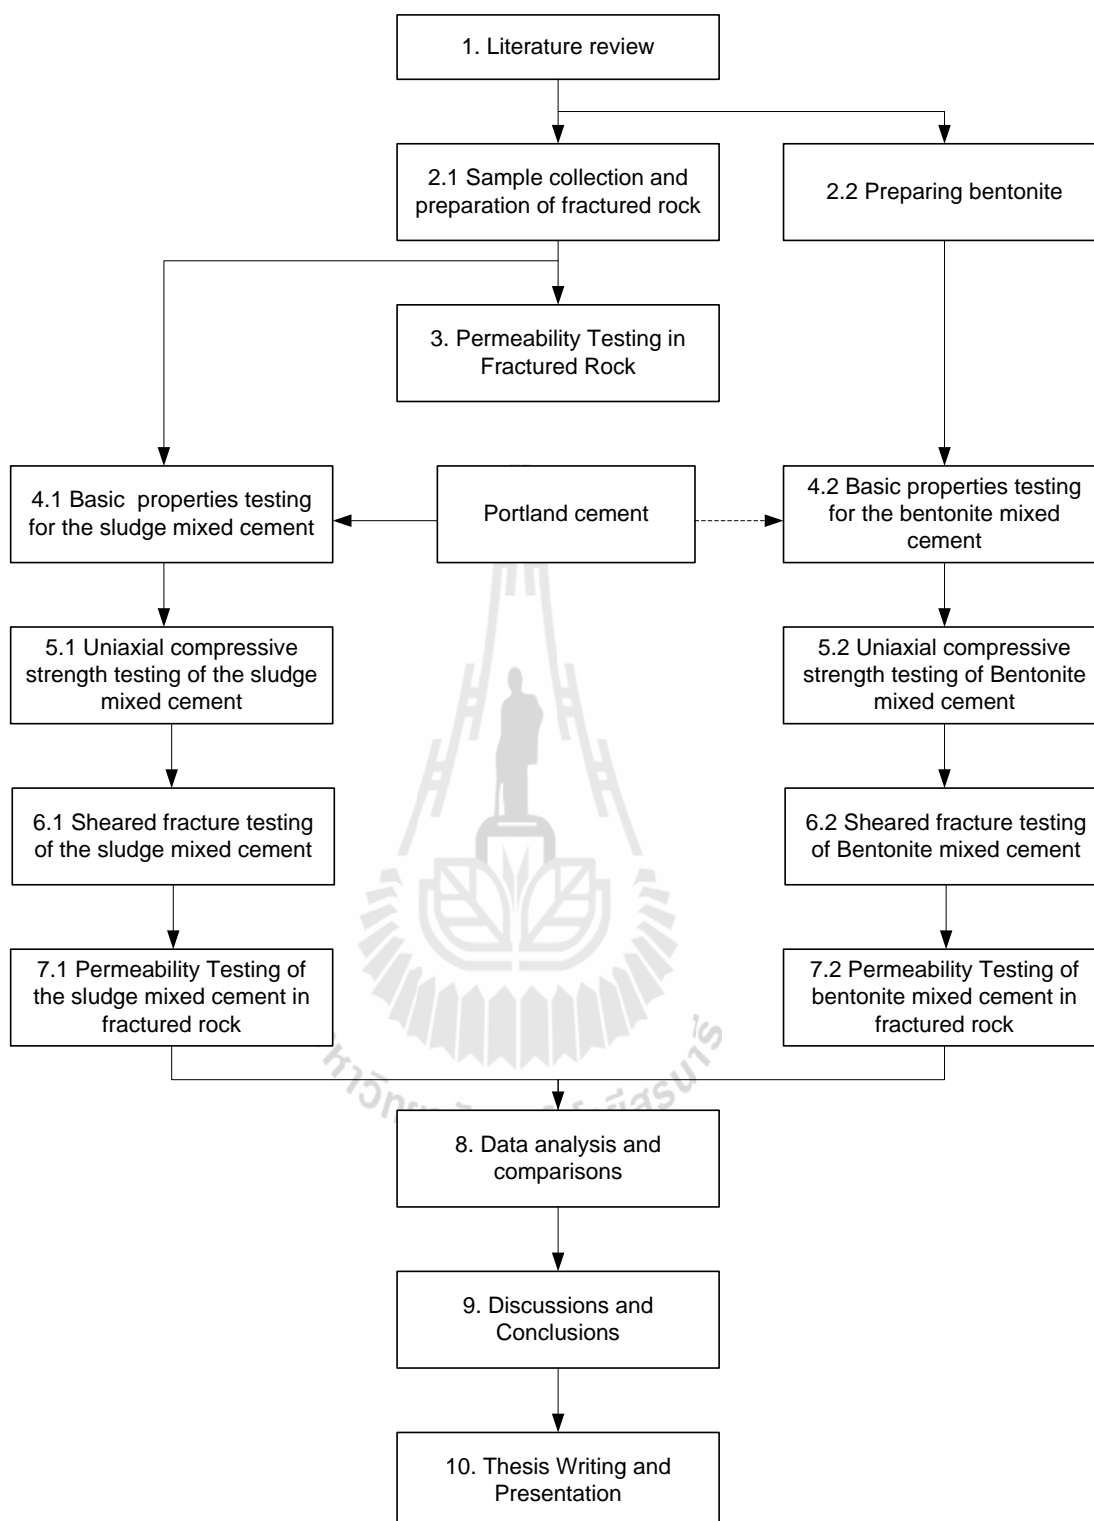 1. Literature review
2.1 Sample collection and
preparation of fractured rock
2.2 Preparing bentonite
3. Permeability Testing in
Fractured Rock
4.1 Basic  properties testing
for the sludge mixed cement
Portland cement
4.2 Basic properties testing
for the bentonite mixed
cement
5.1 Uniaxial compressive
strength testing of the sludge
mixed cement
5.2 Uniaxial compressive
strength testing of Bentonite
mixed cement
6.1 Sheared fracture testing
of the sludge mixed cement
6.2 Sheared fracture testing
of Bentonite mixed cement
7.1 Permeability Testing of
the sludge mixed cement in
fractured rock
7.2 Permeability Testing of
bentonite mixed cement in
fractured rock
8. Data analysis and
comparisons
9. Discussions and
Conclusions
10. Thesis Writing and
Presentation